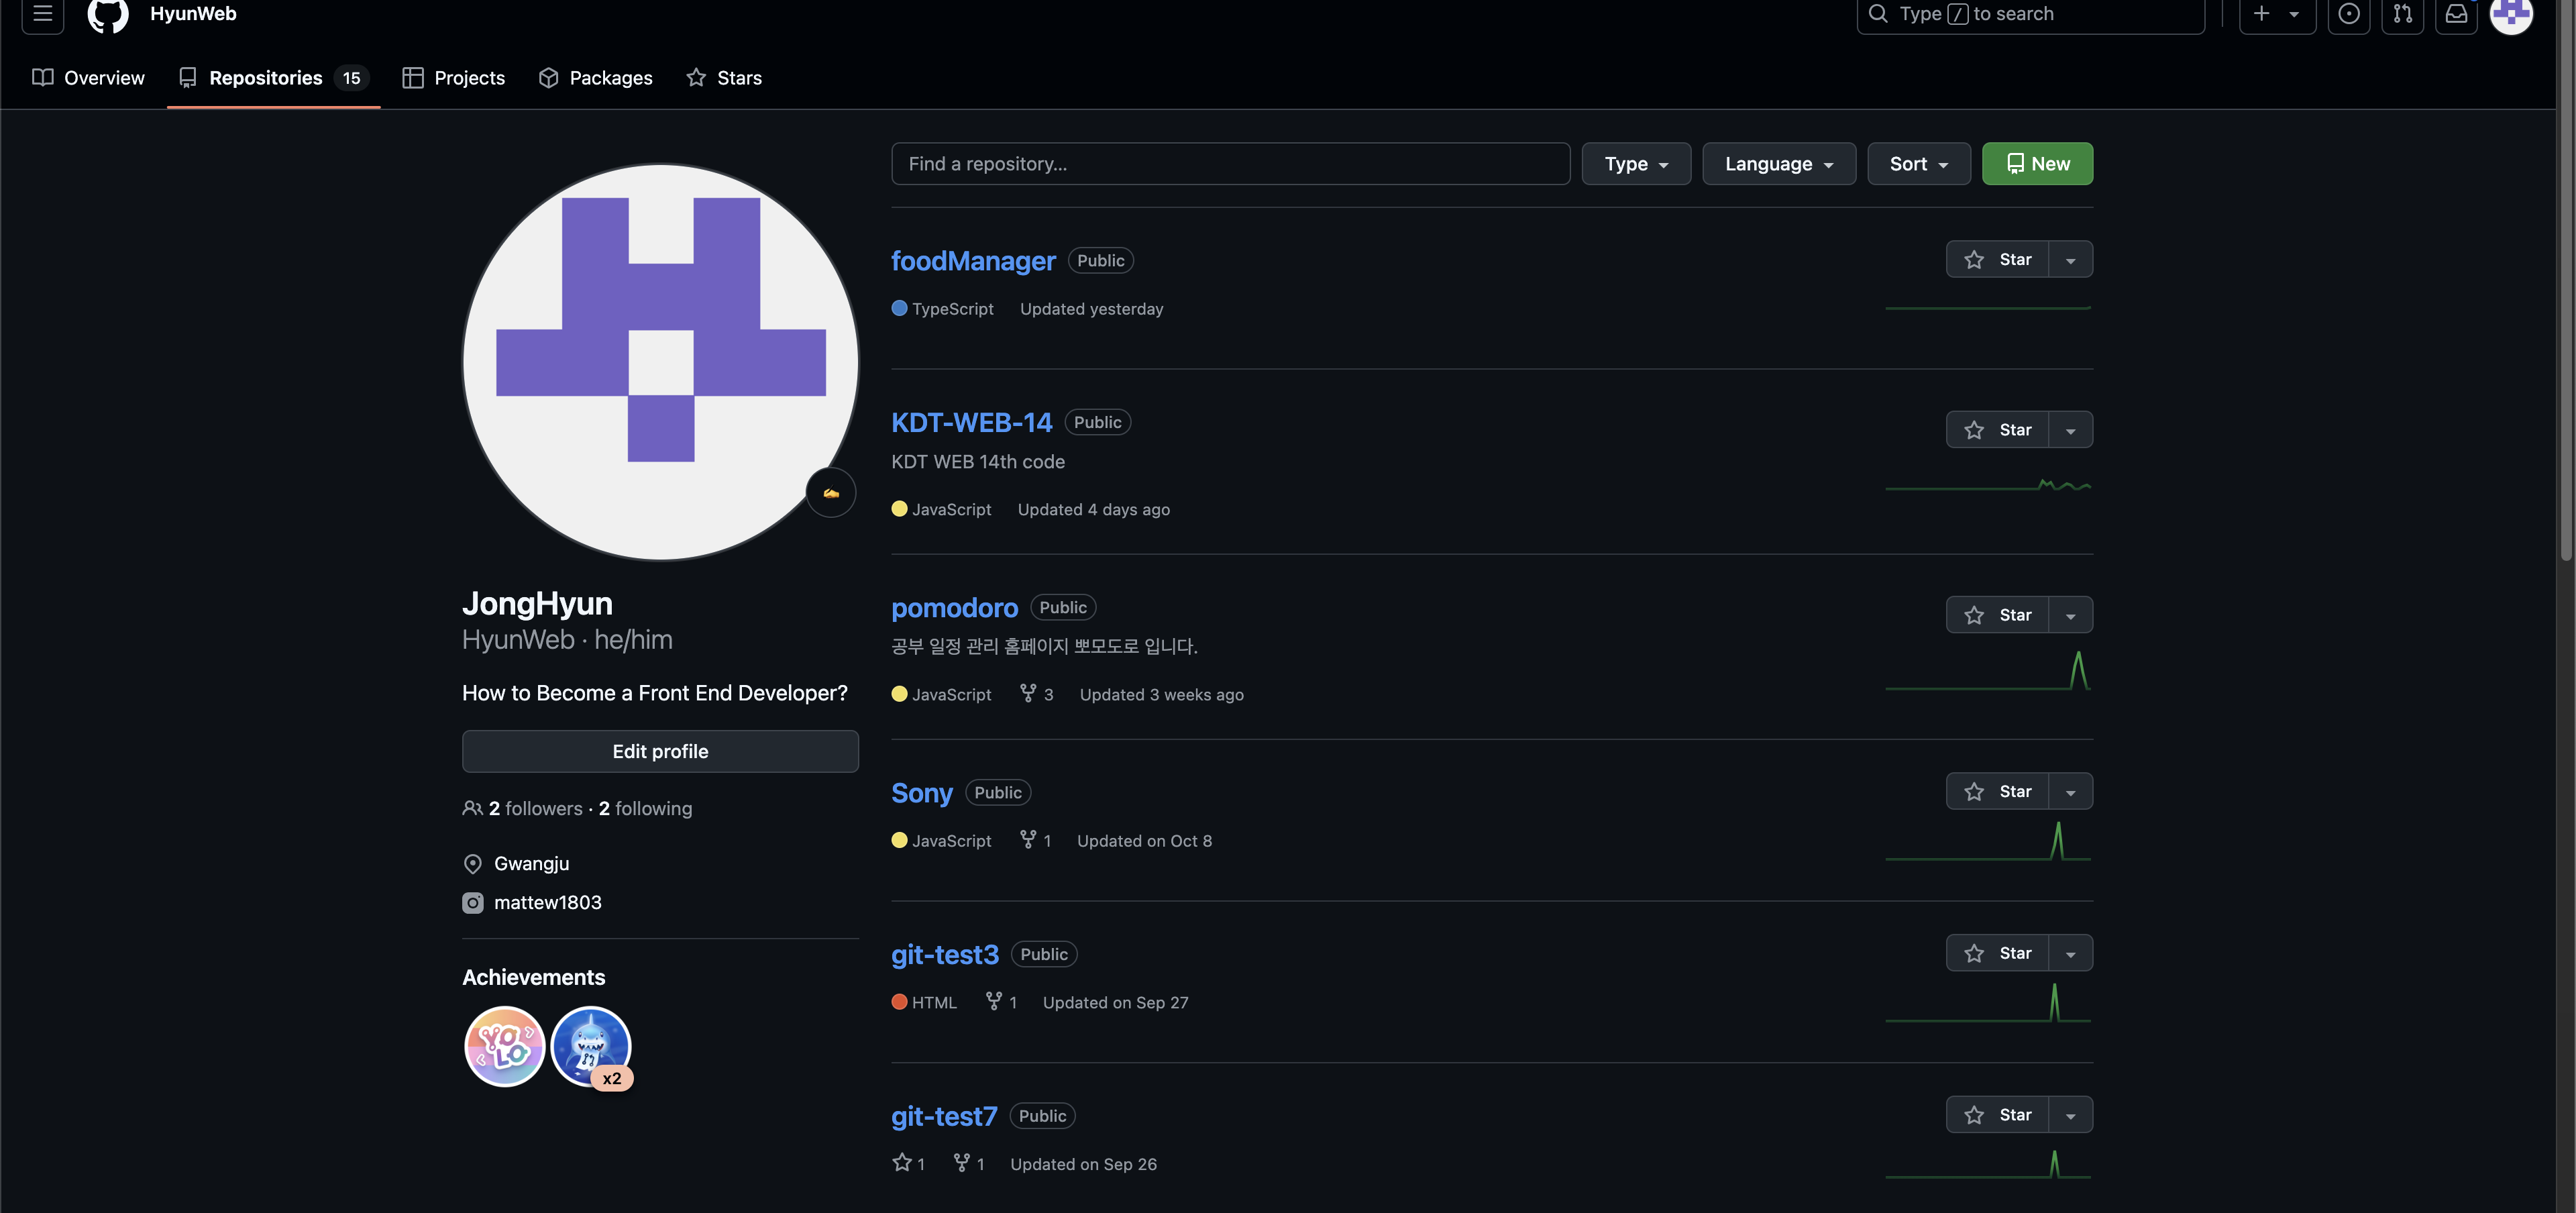 HyunWeb
Type / to search
Overview
Repositories 15
Projects
Packages
Stars
JongHyun
HyunWeb · he/him
How to Become a Front End Developer?
Edit profile
2 followers · 2 following
Gwangju
mattew1803
Achievements
YOLO
x2
Find a repository...
Type
Language
Sort
New
foodManager Public
Star
TypeScript Updated yesterday
KDT-WEB-14 Public
Star
KDT WEB 14th code
JavaScript Updated 4 days ago
pomodoro Public
Star
공부 일정 관리 홈페이지 뽀모도로 입니다.
JavaScript 3 Updated 3 weeks ago
Sony Public
Star
JavaScript 1 Updated on Oct 8
git-test3 Public
Star
HTML 1 Updated on Sep 27
git-test7 Public
Star
1 1 Updated on Sep 26